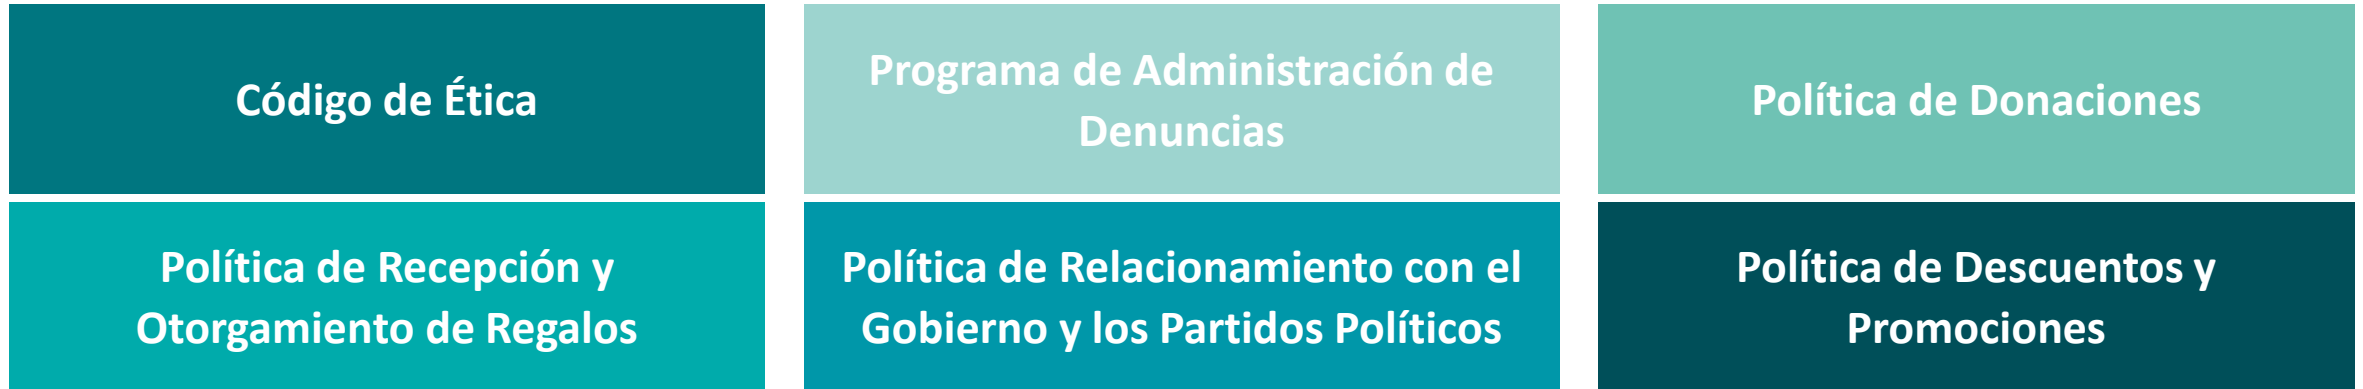 Código de Ética
Programa de Administración de
Denuncias
Política de Donaciones
Política de Recepción y
Otorgamiento de Regalos
Política de Relacionamiento con el
Gobierno y los Partidos Políticos
Política de Descuentos y
Promociones